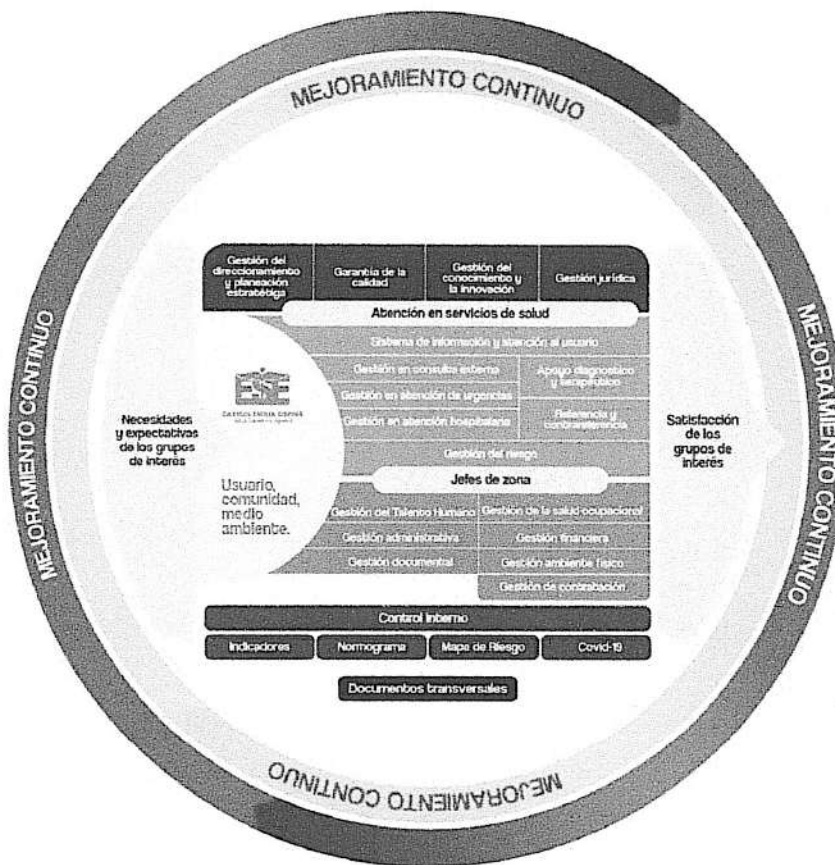 MEJORAMIENTO CONTINUO
MEJORAMIENTO CONTINUO
MEJORAMIENTO CONTINUO
MEJORAMIENTO CONTINUO
Gestión del
direccionamiento
y planeación
estratégiga
Garantía de la
calidad
Gestión del
conocimiento y
la innovación
Gestión jurídica
Atención en servicios de salud
Sistema de información y atención al usuario
Gestión en consulta externa
Gestión en atención de urgencias
Gestión en atención hospitalaria
Apoyo diagnostico
y terapéutico
Referencia y
contrareferencia
Gestión del riesgo
ESE
Necesidades
y expectativas
de los grupos
de interés
Usuario,
comunidad,
medio
ambiente.
Satisfacción
de los
grupos de
interés
Jefes de zona
Gestión del Talento Humano
Gestión de la salud ocupacional
Gestión administrativa
Gestión financiera
Gestión documental
Gestión ambiente físico
Gestión de contratación
Control Interno
Indicadores
Normograma
Mapa de Riesgo
Covid-19
Documentos transversales